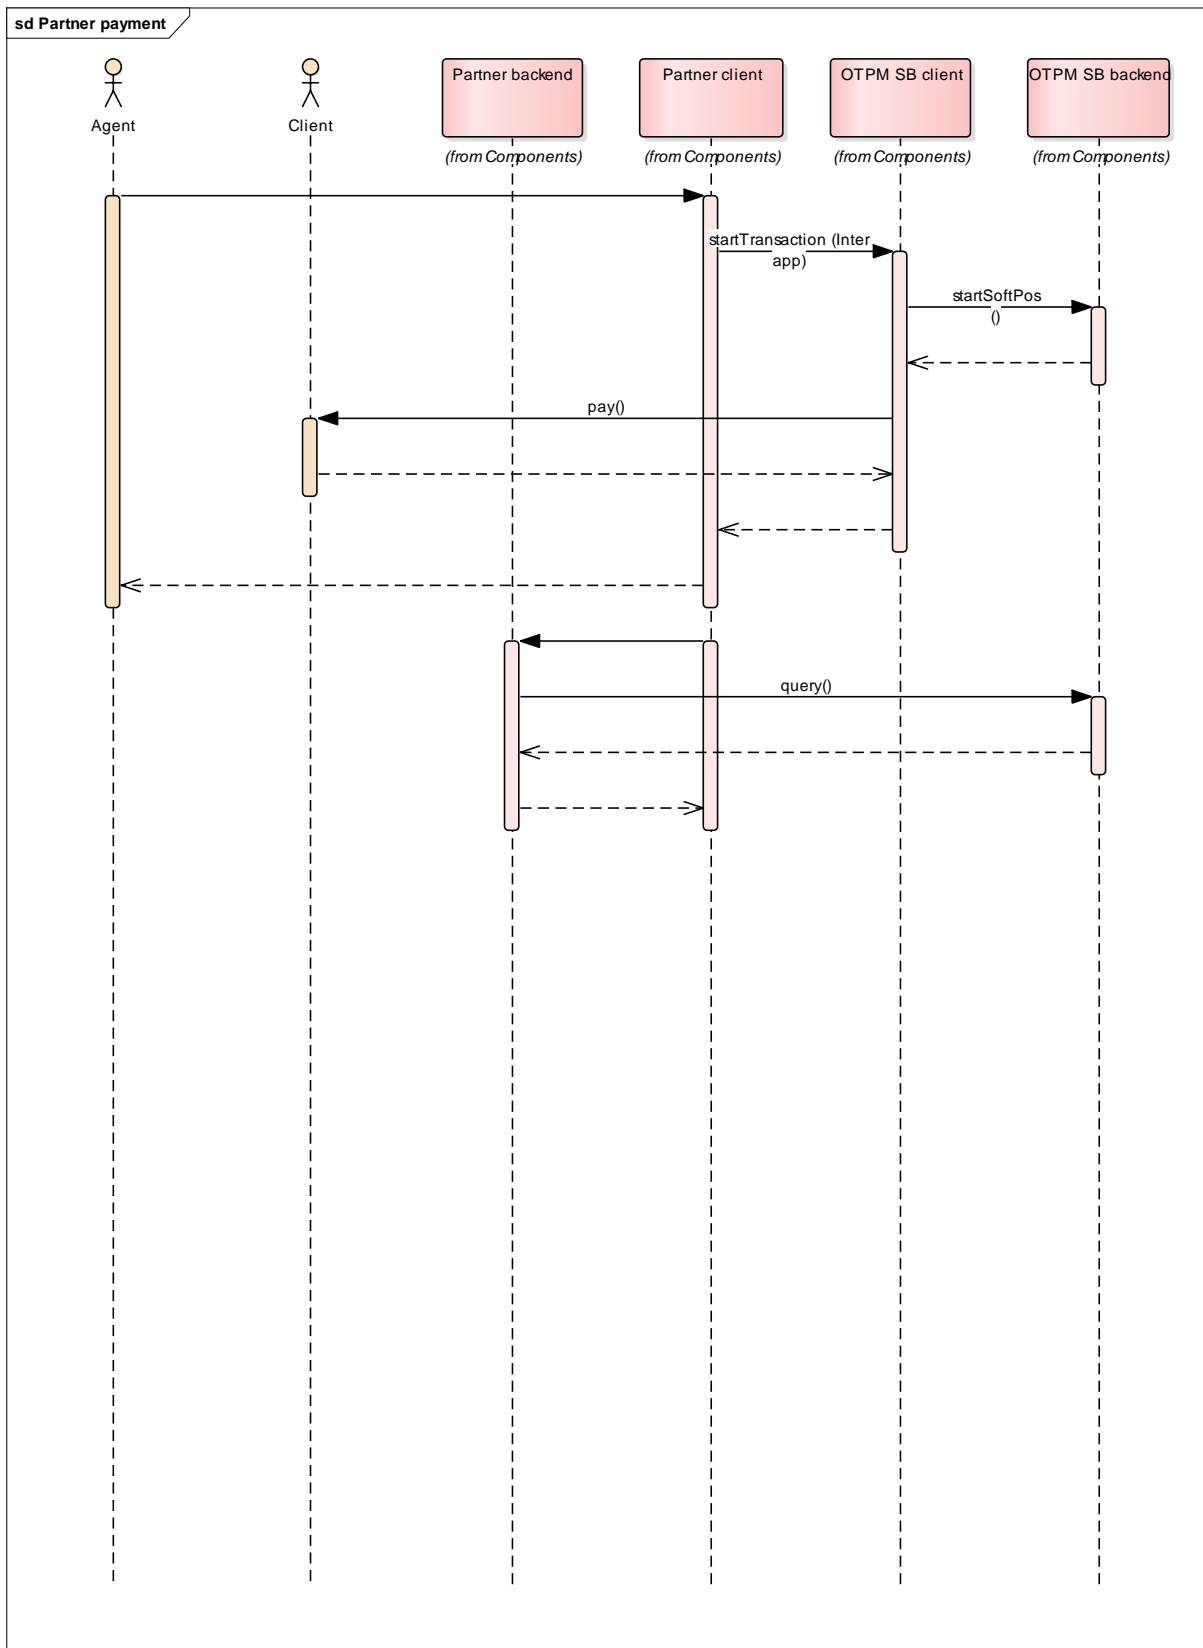 sd Partner payment
Agent
Client
Partner backend
(from Components)
Partner client
(from Components)
OTPM SB client
(from Components)
OTPM SB backend
(from Components)
startTransaction (Inter
app)
startSoftPos
()
pay()
query()